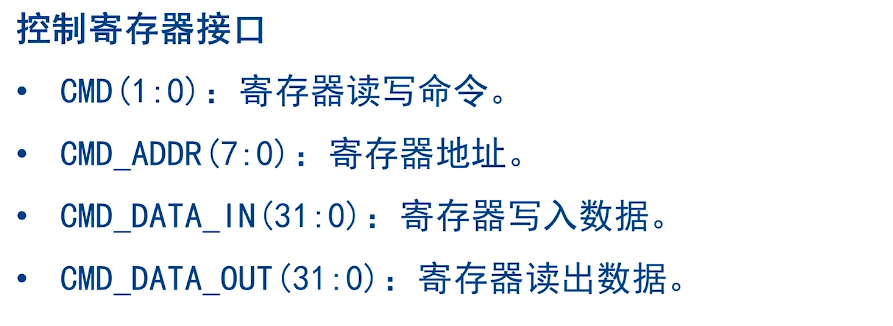 控制寄存器接口
• CMD(1:0)：寄存器读写命令。
• CMD_ADDR(7:0)：寄存器地址。
• CMD_DATA_IN(31:0)：寄存器写入数据。
• CMD_DATA_OUT(31:0)：寄存器读出数据。